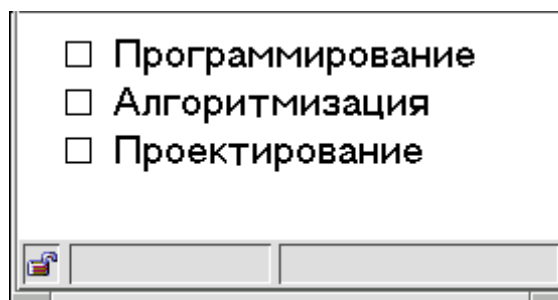 Программирование
Алгоритмизация
Проектирование